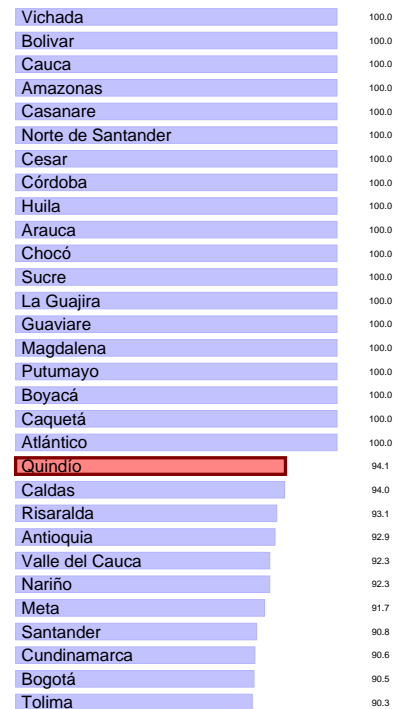 Vichada 100.0
Bolivar 100.0
Cauca 100.0
Amazonas 100.0
Casanare 100.0
Norte de Santander 100.0
Cesar 100.0
Córdoba 100.0
Huila 100.0
Arauca 100.0
Chocó 100.0
Sucre 100.0
La Guajira 100.0
Guaviare 100.0
Magdalena 100.0
Putumayo 100.0
Boyacá 100.0
Caquetá 100.0
Atlántico 100.0
Quindío 94.1
Caldas 94.0
Risaralda 93.1
Antioquia 92.9
Valle del Cauca 92.3
Nariño 92.3
Meta 91.7
Santander 90.8
Cundinamarca 90.6
Bogotá 90.5
Tolima 90.3